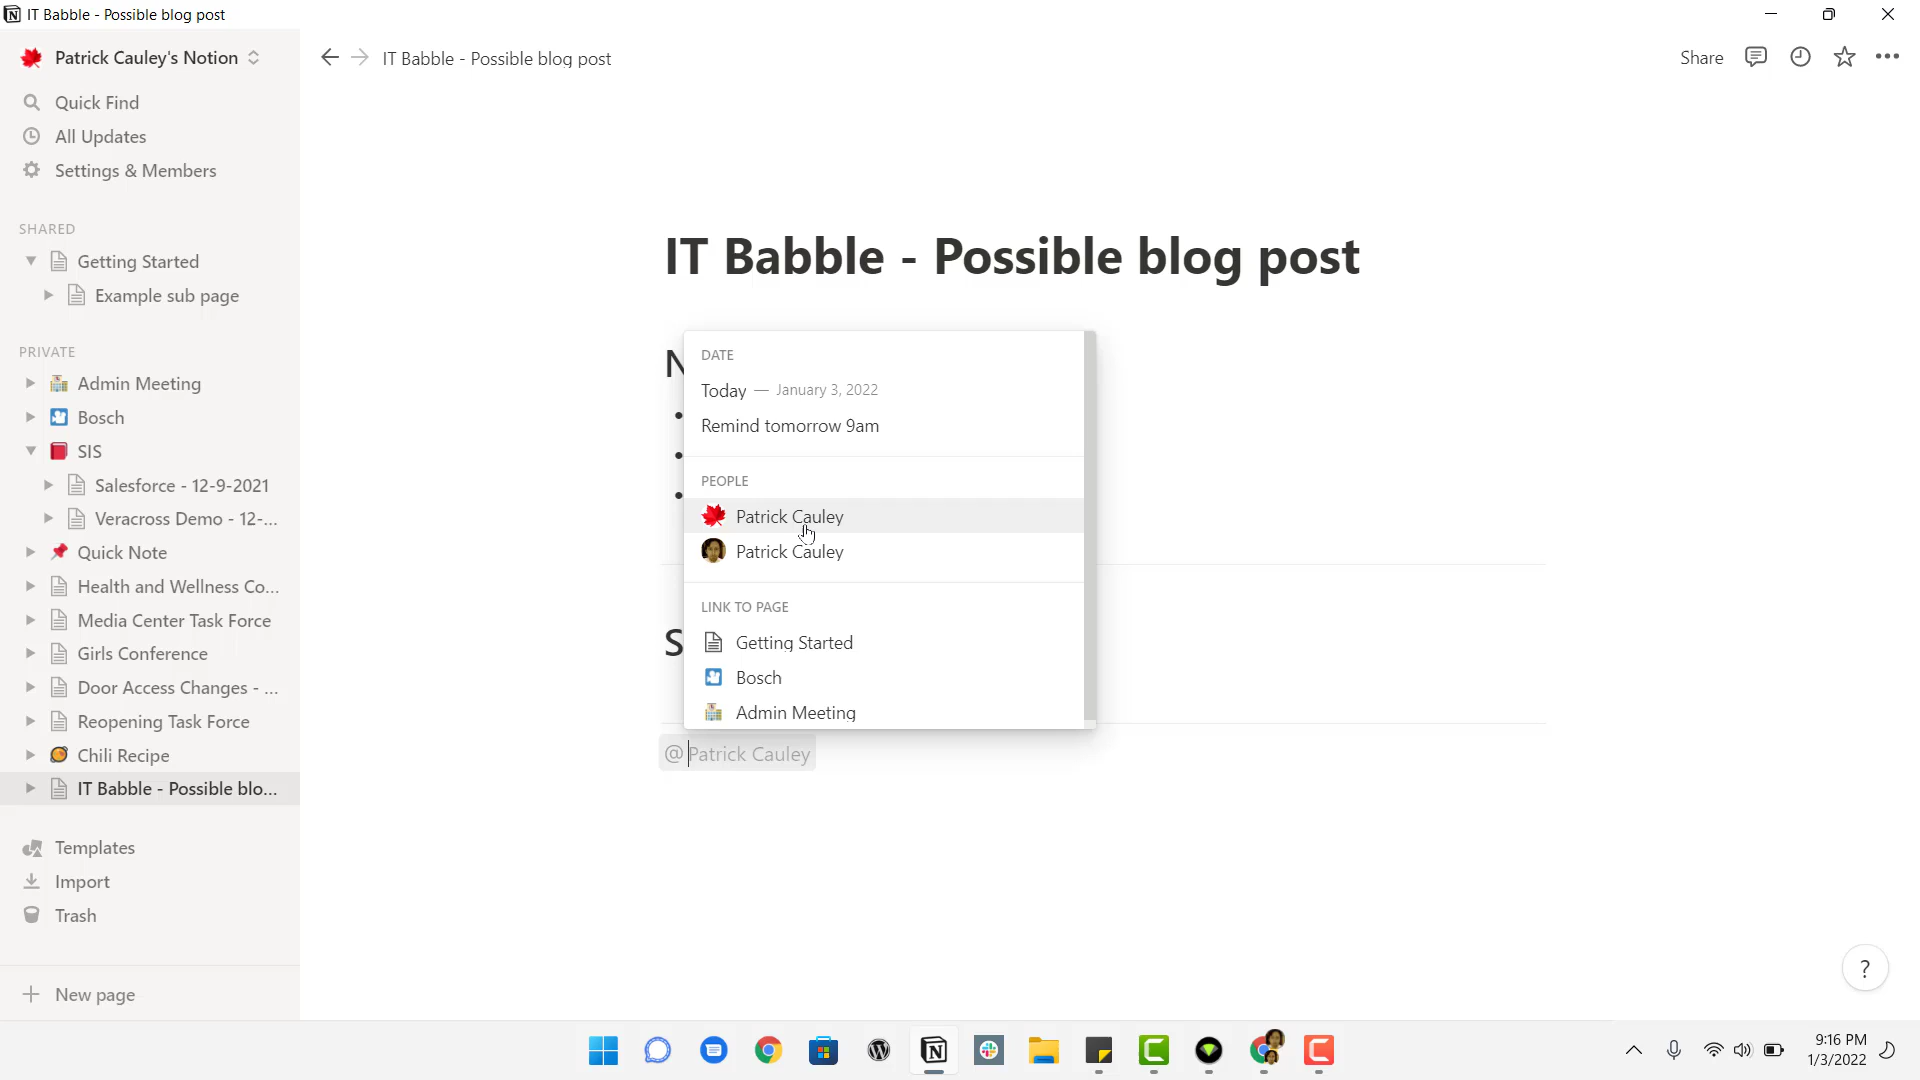 IT Babble - Possible blog post
Patrick Cauley's Notion
Quick Find
All Updates
Settings & Members
SHARED
Getting Started
Example sub page
PRIVATE
Admin Meeting
Bosch
SIS
Salesforce - 12-9-2021
Veracross Demo - 12-...
Quick Note
Health and Wellness Co...
Media Center Task Force
Girls Conference
Door Access Changes - ...
Reopening Task Force
Chili Recipe
IT Babble - Possible blo...
Templates
Import
Trash
New page
IT Babble - Possible blog post
Share
IT Babble - Possible blog post
N
DATE
Today — January 3, 2022
Remind tomorrow 9am
PEOPLE
Patrick Cauley
Patrick Cauley
LINK TO PAGE
Getting Started
Bosch
Admin Meeting
S
@Patrick Cauley
?
9:16 PM
1/3/2022